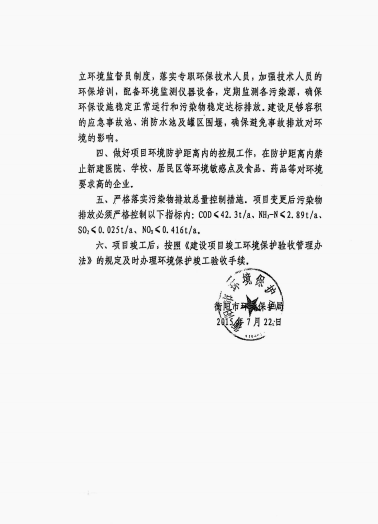 立环境监督员制度，落实专职环保技术人员，加强技术人员的
环保培训，配备环境监测仪器设备，定期监测各污染源，确保
环保设施稳定正常运行和污染物稳定达标排放。建设足够容积
的应急事故池、消防水池及罐区围堰，确保避免事故排放对环
境的影响。
四、做好项目环境防护距离内的控规工作，在防护距离内禁
止新建医院、学校、居民区等环境敏感点及食品、药品等对环境
要求高的企业。
五、严格落实污染物排放总量控制措施。项目变更后污染物
排放必须严格控制以下指标内：COD≤42.3t/a、NH₃-N≤2.89t/a、
SO₂≤0.025t/a、NOₓ≤0.416t/a。
六、项目竣工后，按照《建设项目竣工环境保护验收管理办
法》的规定及时办理环境保护竣工验收手续。
环境保护
市环境保护局
2015年7月22日